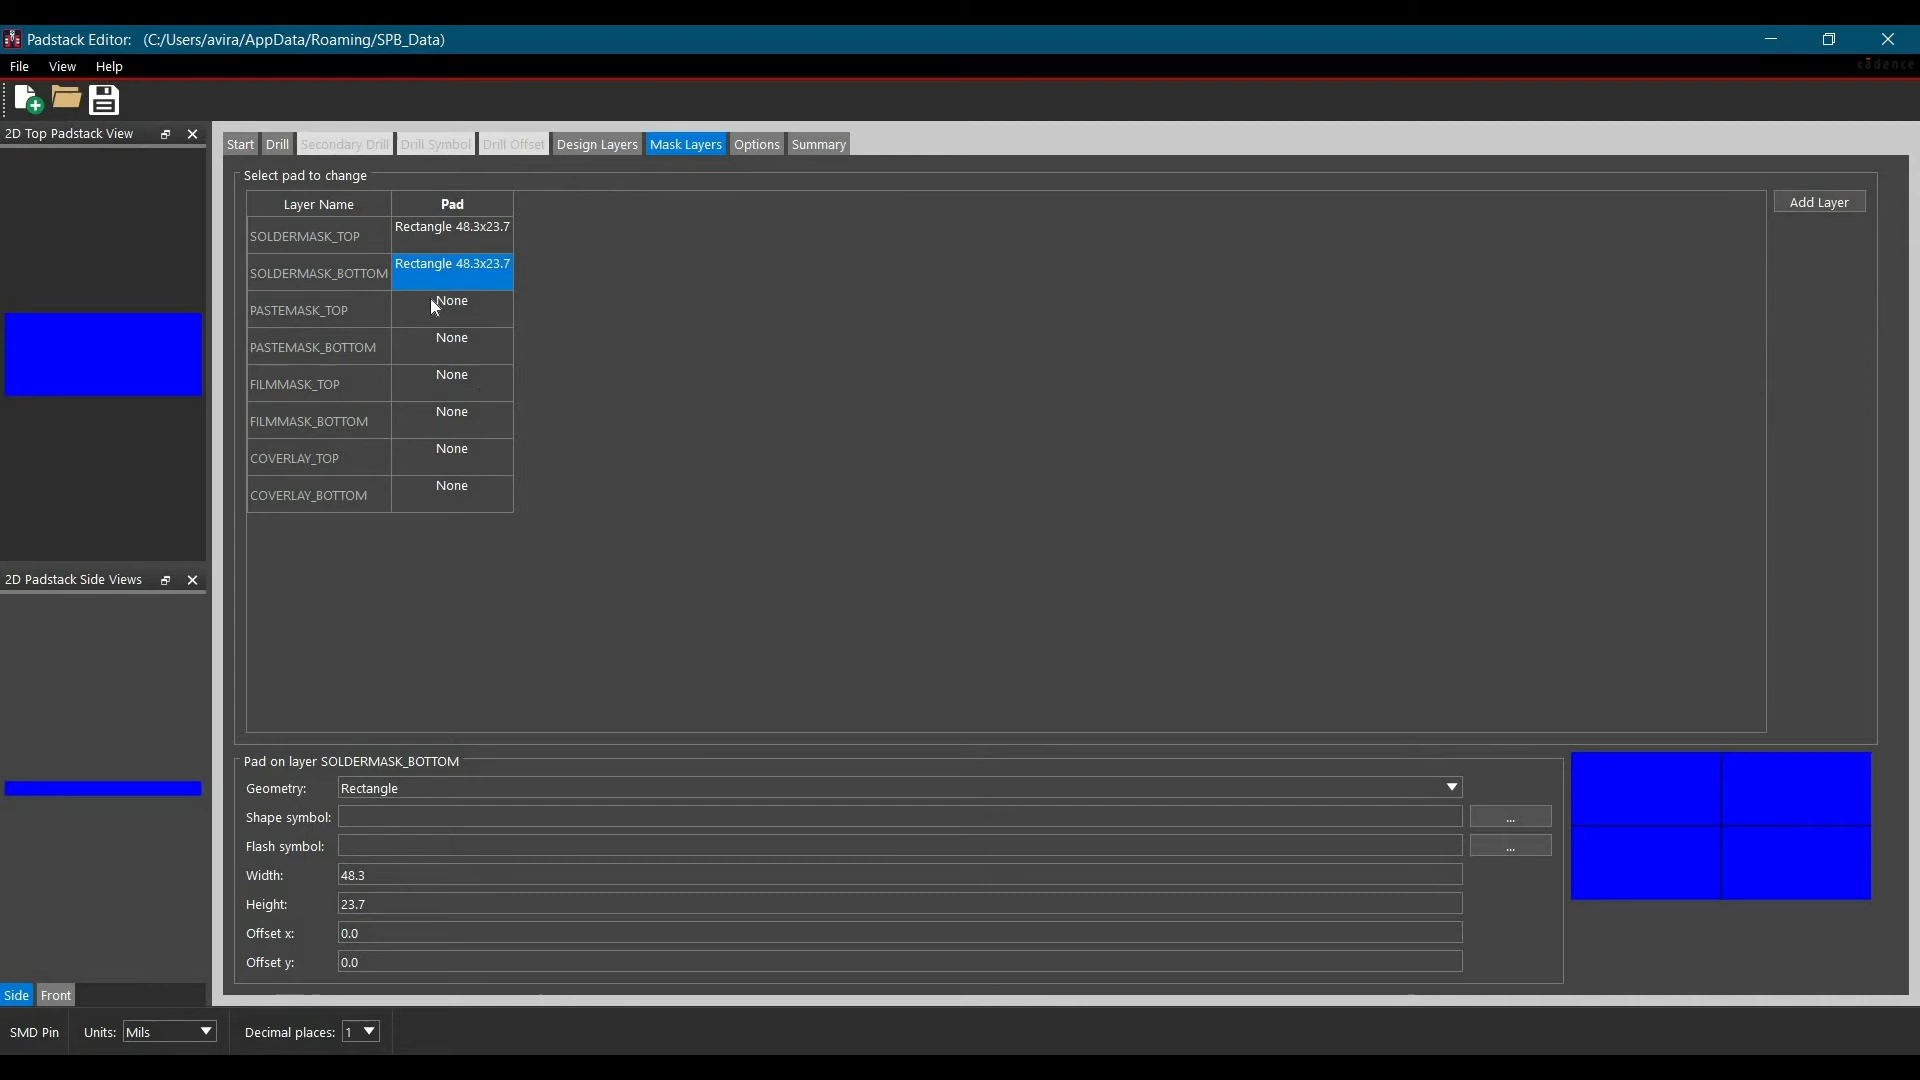 Padstack Editor: (C:/Users/avira/AppData/Roaming/SPB_Data)
File View Help
cādence
2D Top Padstack View
Start Drill Secondary Drill Drill Symbol Drill Offset Design Layers Mask Layers Options Summary
Select pad to change
Layer Name Pad
Add Layer
SOLDERMASK_TOP Rectangle 48.3x23.7
SOLDERMASK_BOTTOM Rectangle 48.3x23.7
PASTEMASK_TOP None
PASTEMASK_BOTTOM None
FILMMASK_TOP None
FILMMASK_BOTTOM None
COVERLAY_TOP None
COVERLAY_BOTTOM None
2D Padstack Side Views
Pad on layer SOLDERMASK_BOTTOM
Geometry: Rectangle
Shape symbol: ...
Flash symbol: ...
Width: 48.3
Height: 23.7
Offset x: 0.0
Offset y: 0.0
Side Front
SMD Pin Units: Mils Decimal places: 1